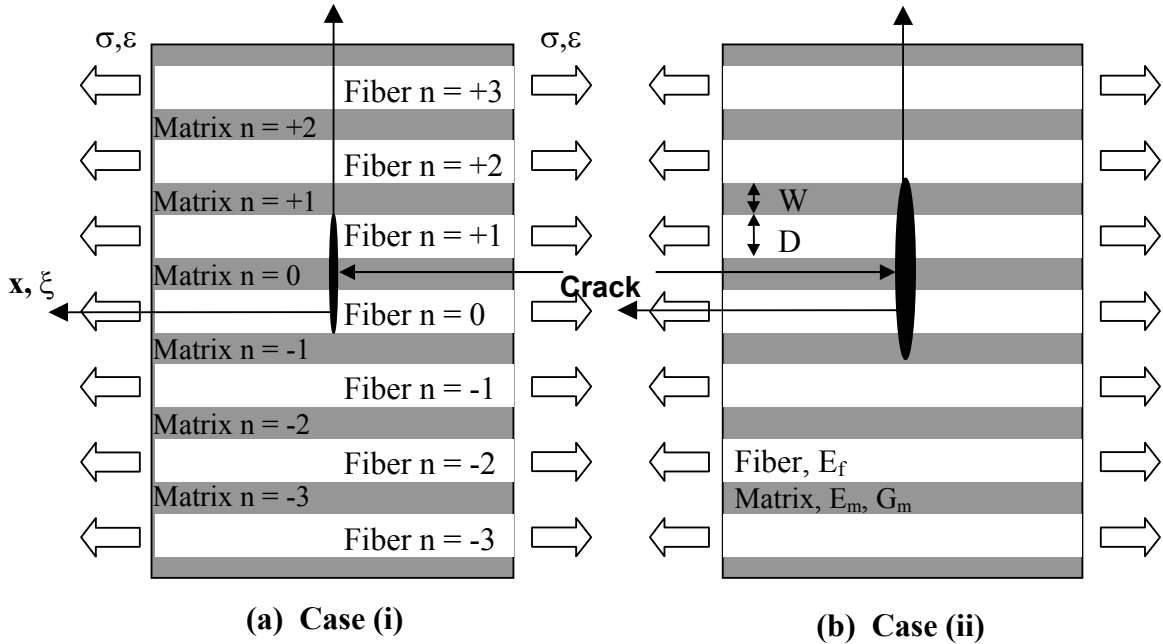 σ,ε
σ,ε
Fiber n = +3
Matrix n = +2
Fiber n = +2
Matrix n = +1
Fiber n = +1
Matrix n = 0
x, ξ
Fiber n = 0
Matrix n = -1
Fiber n = -1
Matrix n = -2
Fiber n = -2
Matrix n = -3
Fiber n = -3
Crack
W
D
Fiber, E_f
Matrix, E_m, G_m
(a) Case (i)
(b) Case (ii)